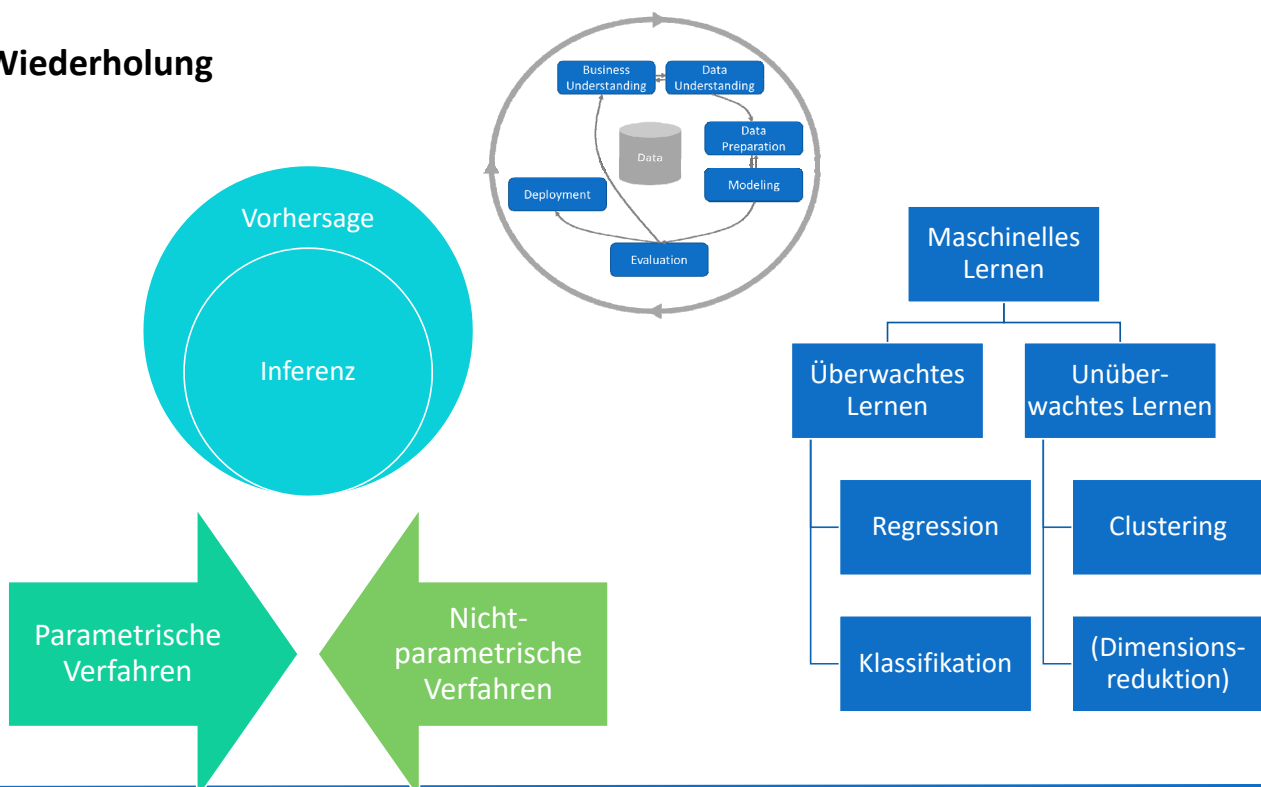 Wiederholung
Business
Understanding
Data
Understanding
Data
Preparation
Data
Modeling
Deployment
Evaluation
Vorhersage
Inferenz
Maschinelles
Lernen
Überwachtes
Lernen
Unüber-
wachtes Lernen
Regression
Clustering
Klassifikation
(Dimensions-
reduktion)
Parametrische
Verfahren
Nicht-
parametrische
Verfahren